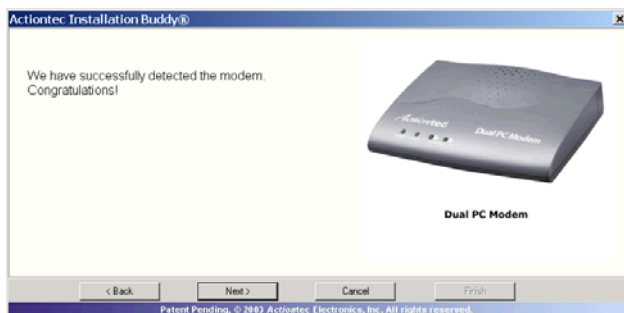 Actiontec Installation Buddy®
We have successfully detected the modem.
Congratulations!
Actiontec
Dual PC Modem
Dual PC Modem
< Back
Next >
Cancel
Finish
Patent Pending, © 2003 Actiontec Electronics, Inc. All rights reserved.